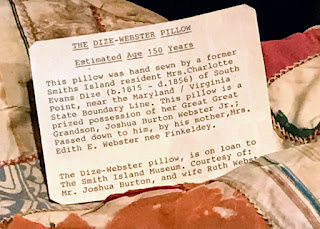 THE DIZE-WEBSTER PILLOW
Estimated Age 150 Years
This pillow was hand sewn by a former
Smiths Island resident Mrs.Charlotte
Evans Dize (b.1815 - d.1856) of South
Point, near the Maryland / Virginia
State Boundary Line. This pillow is a
prized possession of her Great Great
Grandson, Joshua Burton Webster Jr.;
Passed down to him, by his mother,Mrs.
Edith E. Webster nee Finkeldey.
The Dize-Webster pillow, is on loan to
The Smith Island Museum. Courtesy of:
Mr. Joshua Burton, and wife Ruth Webst